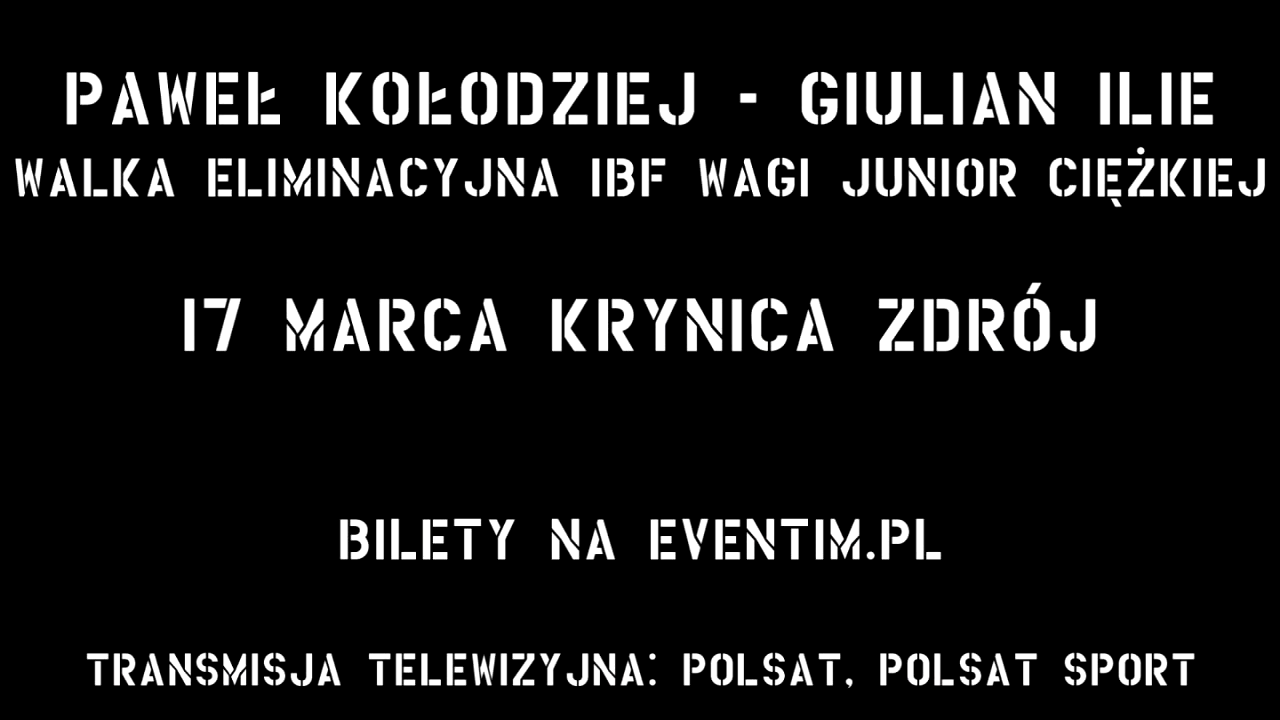 PAWEŁ KOŁODZIEJ - GIULIAN ILIE
WALKA ELIMINACYJNA IBF WAGI JUNIOR CIĘŻKIEJ
17 MARCA KRYNICA ZDRÓJ
BILETY NA EVENTIM.PL
TRANSMISJA TELEWIZYJNA: POLSAT, POLSAT SPORT